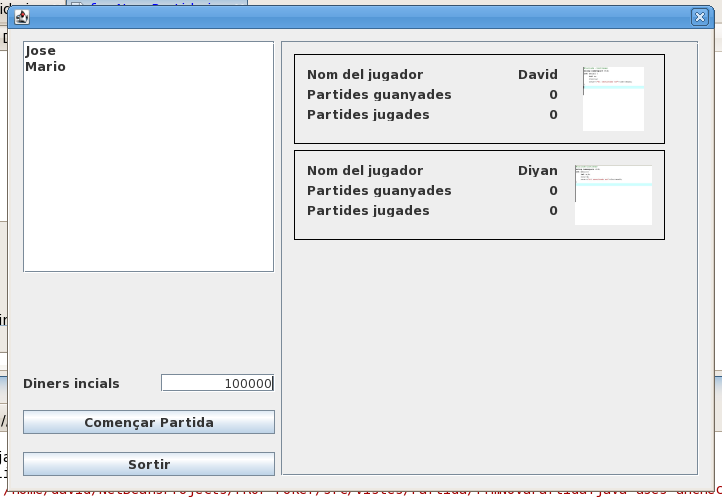 Jose
Mario
Nom del jugador David
Partides guanyades 0
Partides jugades 0
Nom del jugador Diyan
Partides guanyades 0
Partides jugades 0
Diners incials 100000
Començar Partida
Sortir